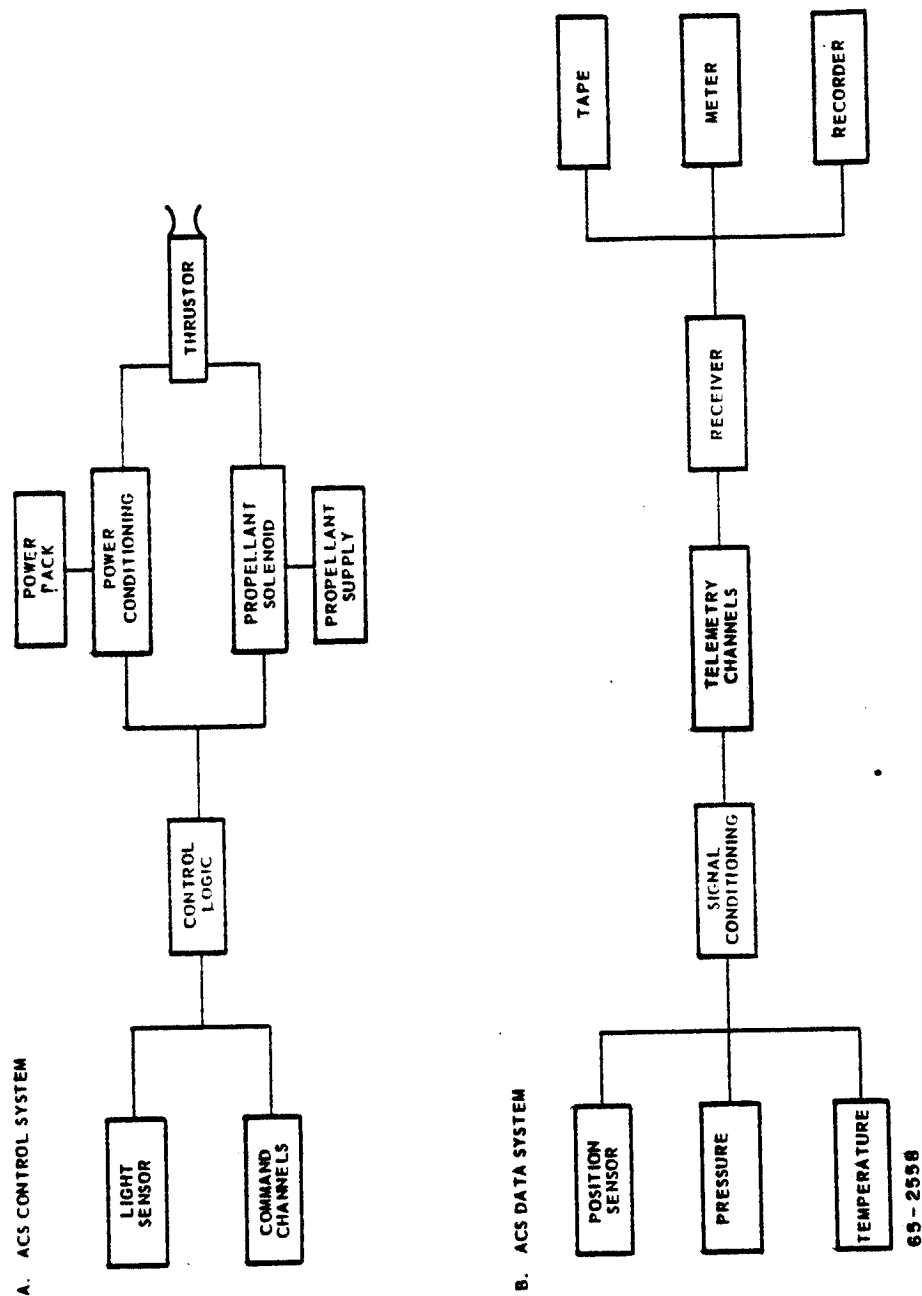 A. ACS CONTROL SYSTEM
LIGHT
SENSOR
COMMAND
CHANNELS
CONTROL
LOGIC
POWER
PACK
POWER
CONDITIONING
PROPELLANT
SOLENOID
PROPELLANT
SUPPLY
THRUSTOR
B. ACS DATA SYSTEM
POSITION
SENSOR
PRESSURE
TEMPERATURE
SIGNAL
CONDITIONING
TELEMETRY
CHANNELS
RECEIVER
TAPE
METER
RECORDER
65-2558